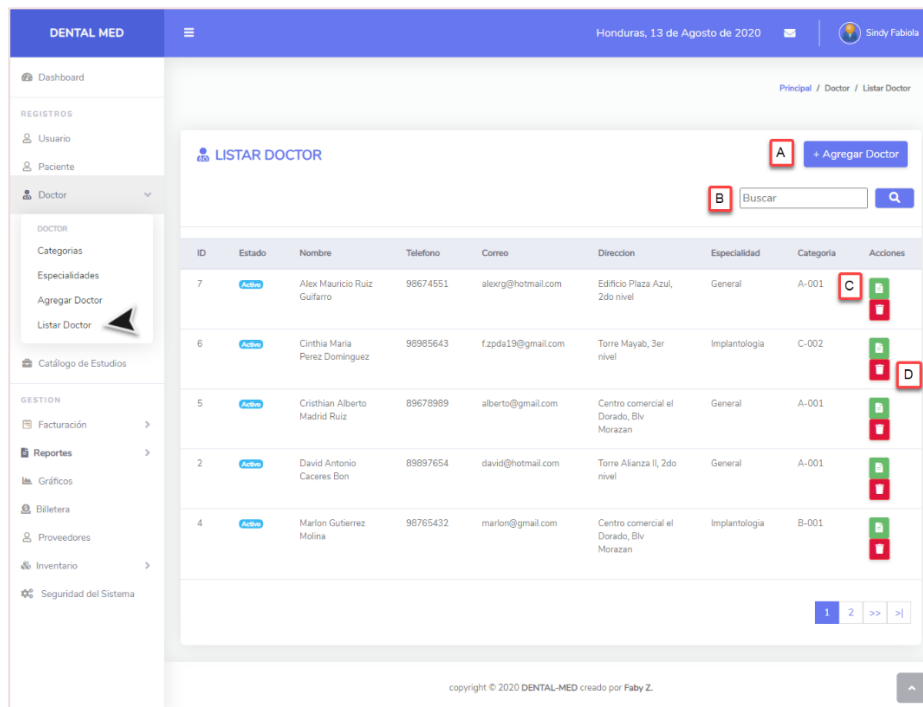 DENTAL MED
Honduras, 13 de Agosto de 2020
Sindy Fabiola
Dashboard
REGISTROS
Usuario
Paciente
Doctor
DOCTOR
Categorias
Especialidades
Agregar Doctor
Listar Doctor
Catálogo de Estudios
GESTION
Facturación
Reportes
Gráficos
Billetera
Proveedores
Inventario
Seguridad del Sistema
Principal / Doctor / Listar Doctor
LISTAR DOCTOR
A
+ Agregar Doctor
B
Buscar
ID Estado Nombre Telefono Correo Direccion Especialidad Categoria Acciones
7 Activo Alex Mauricio Ruiz 98674551 alexrg@hotmail.com Edificio Plaza Azul, General A-001 C
Guifarro 2do nivel
6 Activo Cinthia Maria 98985643 f.zpda19@gmail.com Torre Mayab, 3er Implantologia C-002
Perez Dominguez nivel
D
5 Activo Cristhian Alberto 89678989 alberto@gmail.com Centro comercial el General A-001
Madrid Ruiz Dorado, Blv
Morazan
2 Activo David Antonio 89897654 david@hotmail.com Torre Alianza II, 2do General A-001
Caceres Bon nivel
4 Activo Marlon Gutierrez 98765432 marlon@gmail.com Centro comercial el Implantologia B-001
Molina Dorado, Blv
Morazan
1 2 >> >|
copyright © 2020 DENTAL-MED creado por Faby Z.